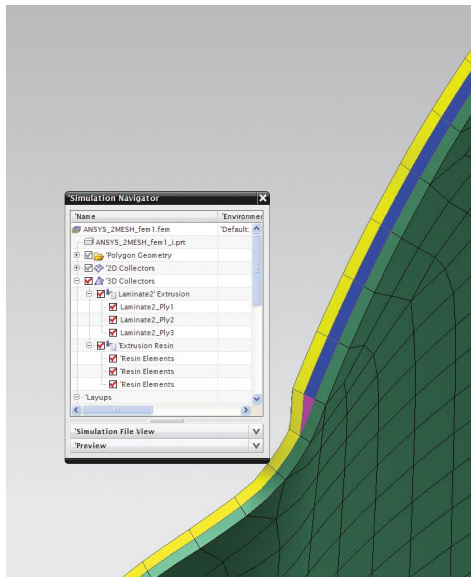 'Simulation Navigator
'Name 'Environmer
ANSYS_2MESH_fem1.fem 'Default:
ANSYS_2MESH_fem1_i.prt
'Polygon Geometry
'2D Collectors
'3D Collectors
Laminate2' Extrusion
Laminate2_Ply1
Laminate2_Ply2
Laminate2_Ply3
'Extrusion Resin
'Resin Elements
'Resin Elements
'Resin Elements
'Layups
'Simulation File View
'Preview